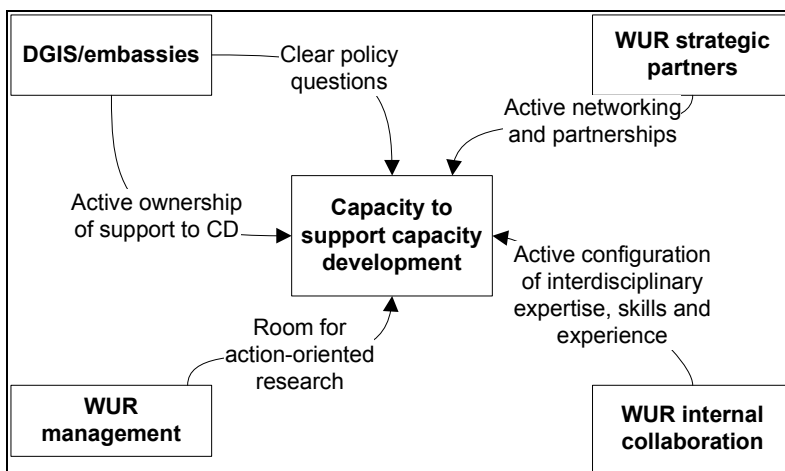 DGIS/embassies
Clear policy
questions
WUR strategic
partners
Active networking
and partnerships
Active ownership
of support to CD
Capacity to
support capacity
development
Active configuration
of interdisciplinary
expertise, skills and
experience
Room for
action-oriented
research
WUR
management
WUR internal
collaboration